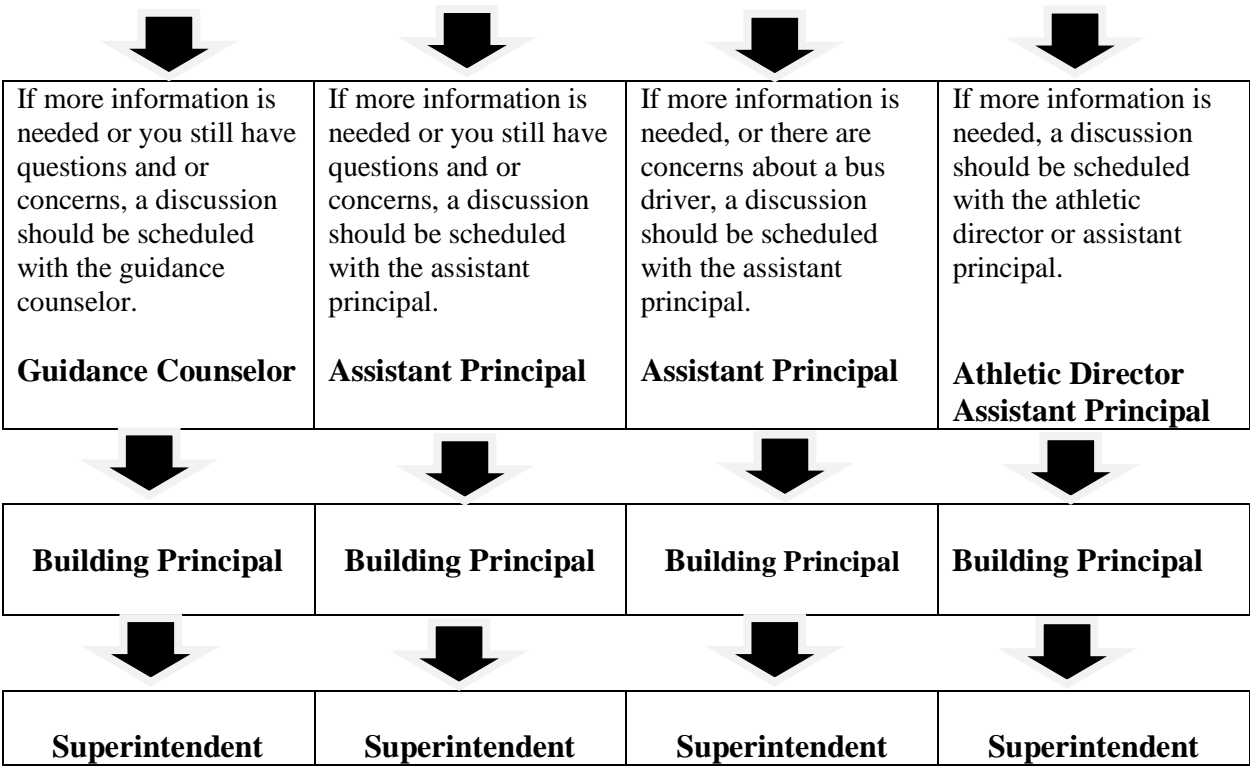 If more information is
needed or you still have
questions and or
concerns, a discussion
should be scheduled
with the guidance
counselor.
Guidance Counselor
If more information is
needed or you still have
questions and or
concerns, a discussion
should be scheduled
with the assistant
principal.
Assistant Principal
If more information is
needed, or there are
concerns about a bus
driver, a discussion
should be scheduled
with the assistant
principal.
Assistant Principal
If more information is
needed, a discussion
should be scheduled
with the athletic
director or assistant
principal.
Athletic Director
Assistant Principal
Building Principal
Building Principal
Building Principal
Building Principal
Superintendent
Superintendent
Superintendent
Superintendent